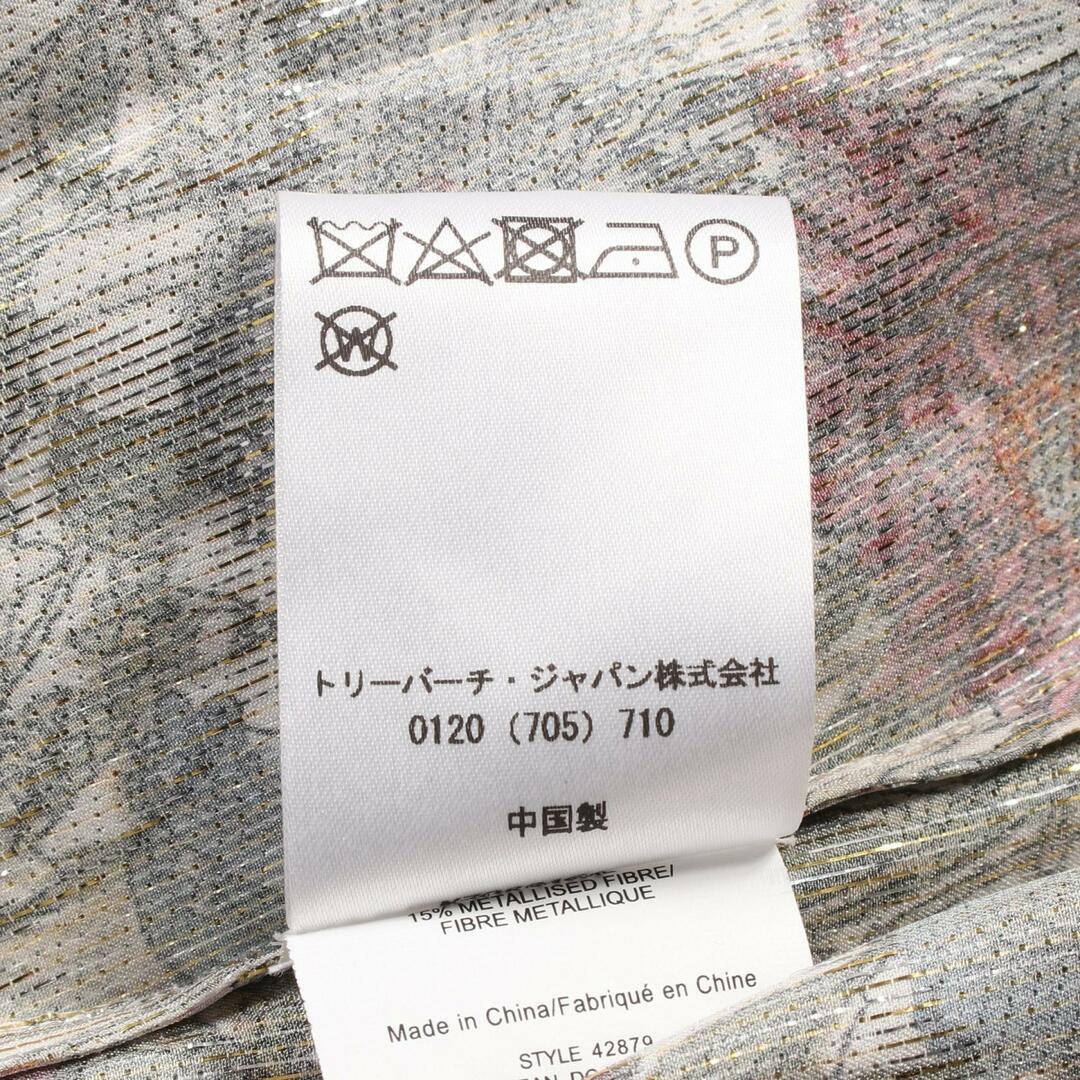 P
W
トリーバーチ・ジャパン株式会社
0120 (705) 710
中国製
15% METALLISED FIBRE/
FIBRE METALLIQUE
Made in China/Fabriqué en Chine
STYLE 42879